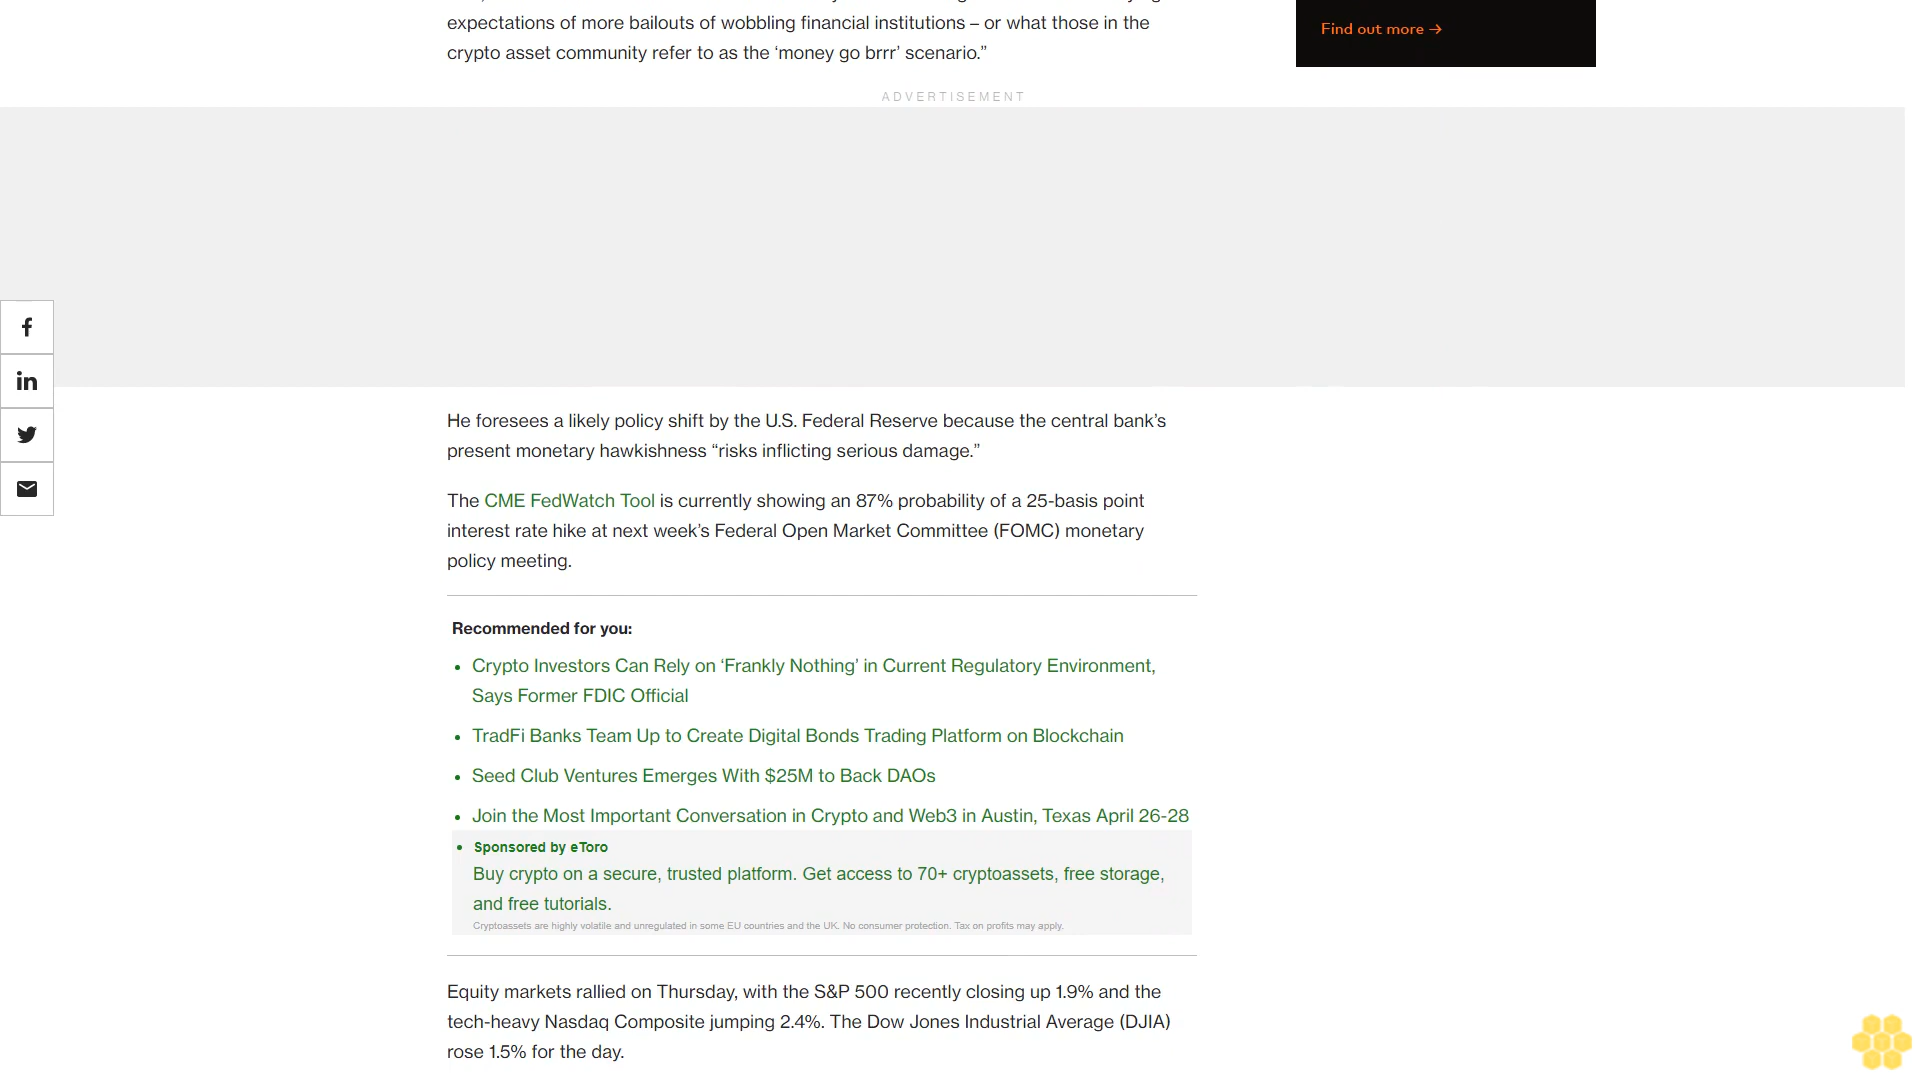 expectations of more bailouts of wobbling financial institutions – or what those in the
crypto asset community refer to as the ‘money go brrr’ scenario.”
Find out more →
ADVERTISEMENT
He foresees a likely policy shift by the U.S. Federal Reserve because the central bank’s
present monetary hawkishness “risks inflicting serious damage.”
The CME FedWatch Tool is currently showing an 87% probability of a 25-basis point
interest rate hike at next week’s Federal Open Market Committee (FOMC) monetary
policy meeting.
Recommended for you:
• Crypto Investors Can Rely on ‘Frankly Nothing’ in Current Regulatory Environment,
Says Former FDIC Official
• TradFi Banks Team Up to Create Digital Bonds Trading Platform on Blockchain
• Seed Club Ventures Emerges With $25M to Back DAOs
• Join the Most Important Conversation in Crypto and Web3 in Austin, Texas April 26-28
• Sponsored by eToro
Buy crypto on a secure, trusted platform. Get access to 70+ cryptoassets, free storage,
and free tutorials.
Cryptoassets are highly volatile and unregulated in some EU countries and the UK. No consumer protection. Tax on profits may apply.
Equity markets rallied on Thursday, with the S&P 500 recently closing up 1.9% and the
tech-heavy Nasdaq Composite jumping 2.4%. The Dow Jones Industrial Average (DJIA)
rose 1.5% for the day.